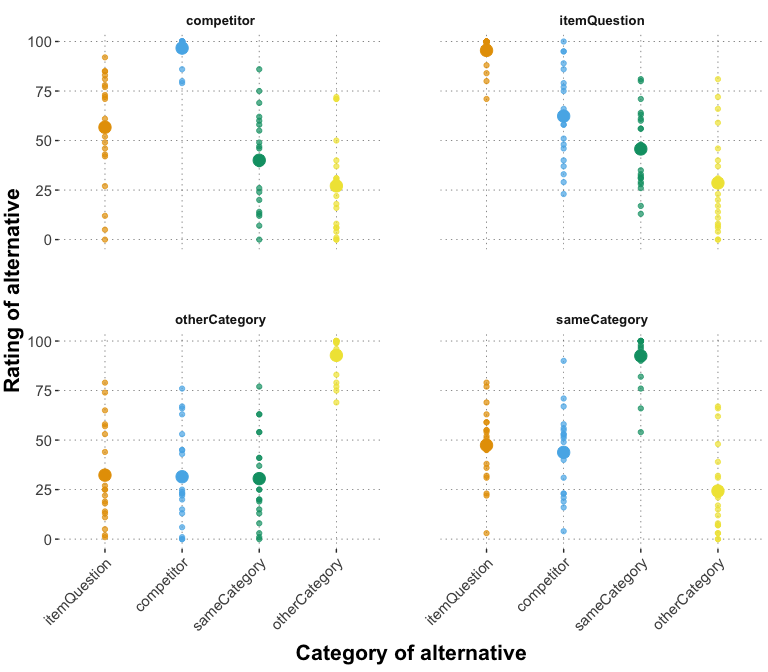 competitor
itemQuestion
100
75
50
25
0
otherCategory
sameCategory
100
75
50
25
0
itemQuestion
competitor
sameCategory
otherCategory
itemQuestion
competitor
sameCategory
otherCategory
Category of alternative
Rating of alternative